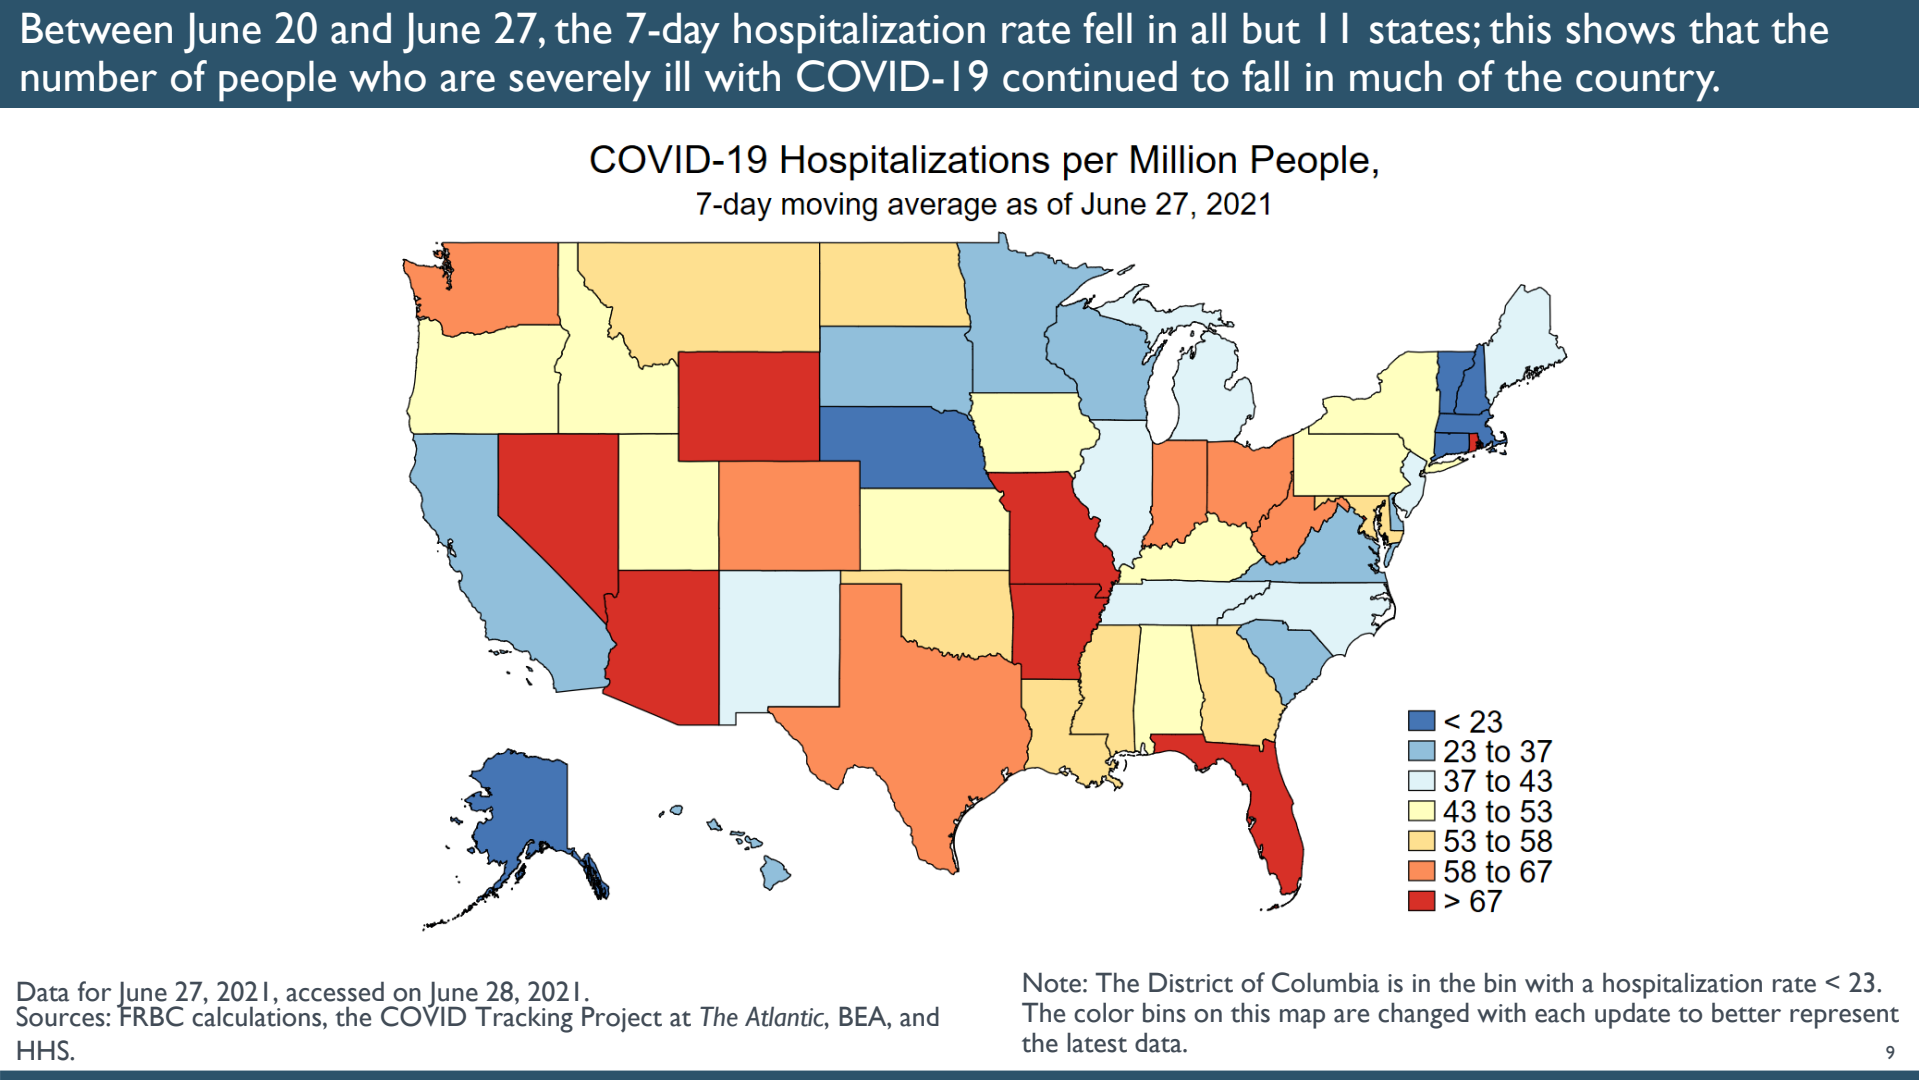 Between June 20 and June 27, the 7-day hospitalization rate fell in all but 11 states; this shows that the
number of people who are severely ill with COVID-19 continued to fall in much of the country.
COVID-19 Hospitalizations per Million People,
7-day moving average as of June 27, 2021
< 23
23 to 37
37 to 43
43 to 53
53 to 58
58 to 67
> 67
Data for June 27, 2021, accessed on June 28, 2021.
Sources: FRBC calculations, the COVID Tracking Project at The Atlantic, BEA, and
HHS.
Note: The District of Columbia is in the bin with a hospitalization rate < 23.
The color bins on this map are changed with each update to better represent
the latest data.
9